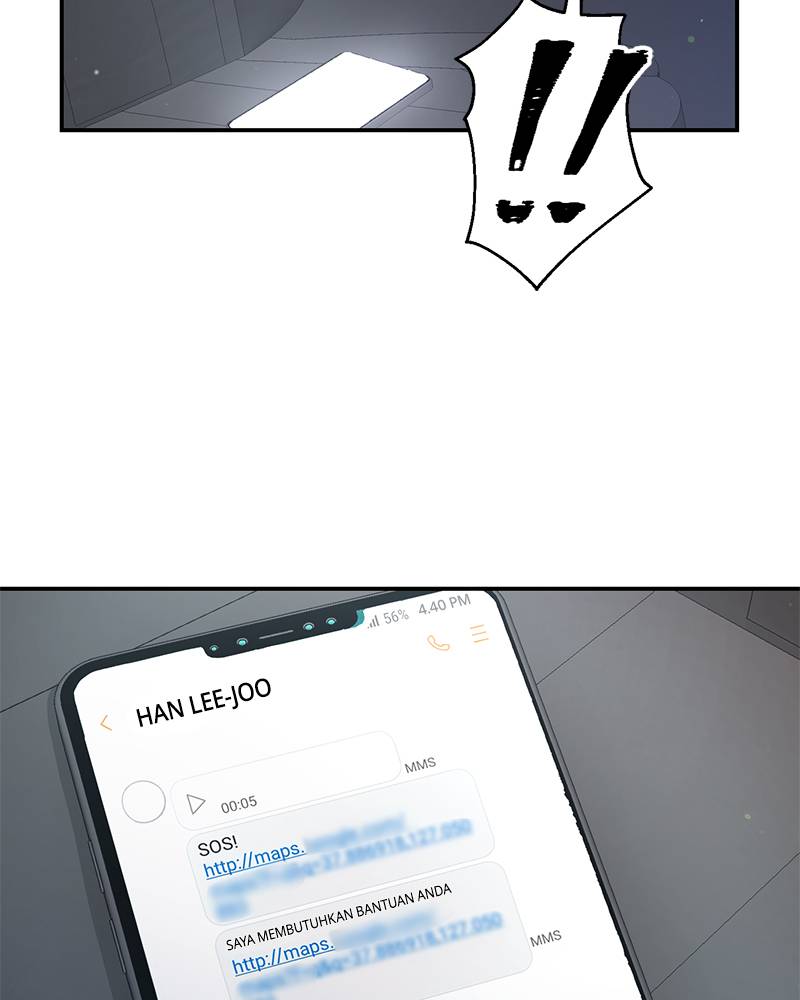 !!
56% 4.40 PM
HAN LEE-JOO
MMS
00:05
SOS!
http://maps.
SAYA MEMBUTUHKAN BANTUAN ANDA
http://maps.
MMS